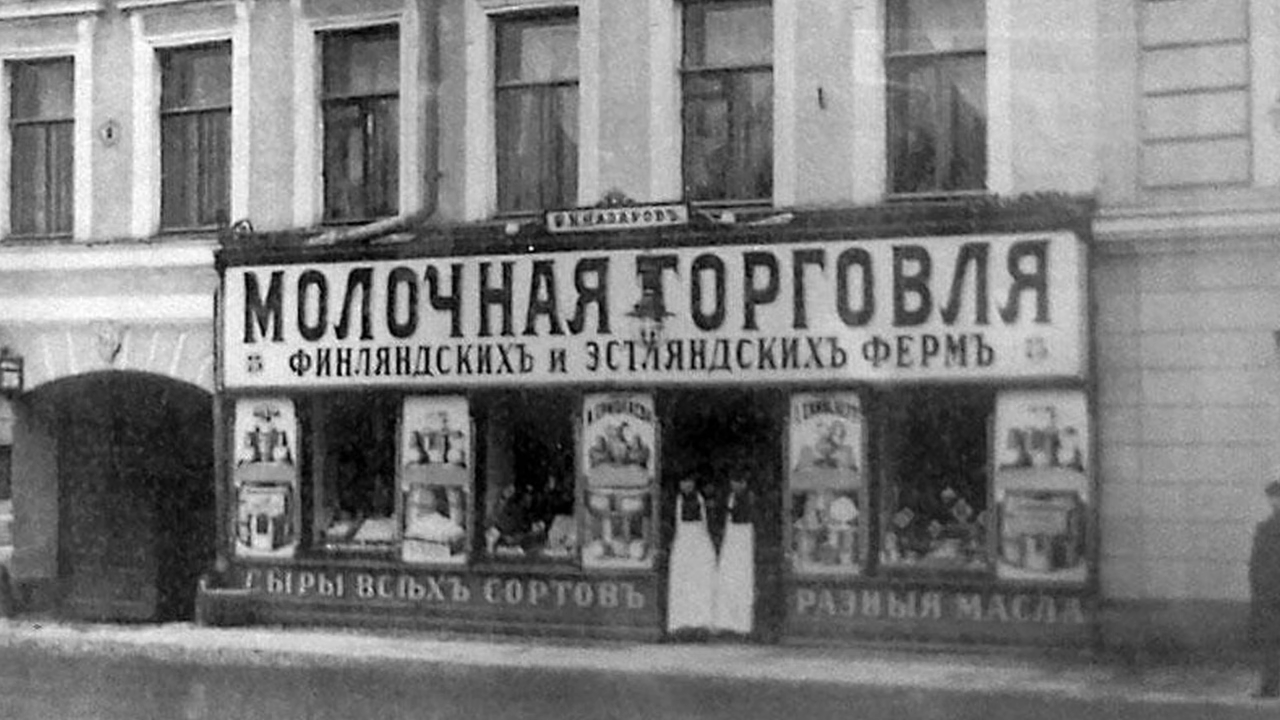 МОЛОЧНАЯ ТОРГОВЛЯ
ФИНЛЯНДСКИХЪ И ЭСТЛЯНДСКИХЪ ФЕРМЪ
СЫРЫ ВСѢХЪ СОРТОВЪ
РАЗНЫЯ МАСЛА